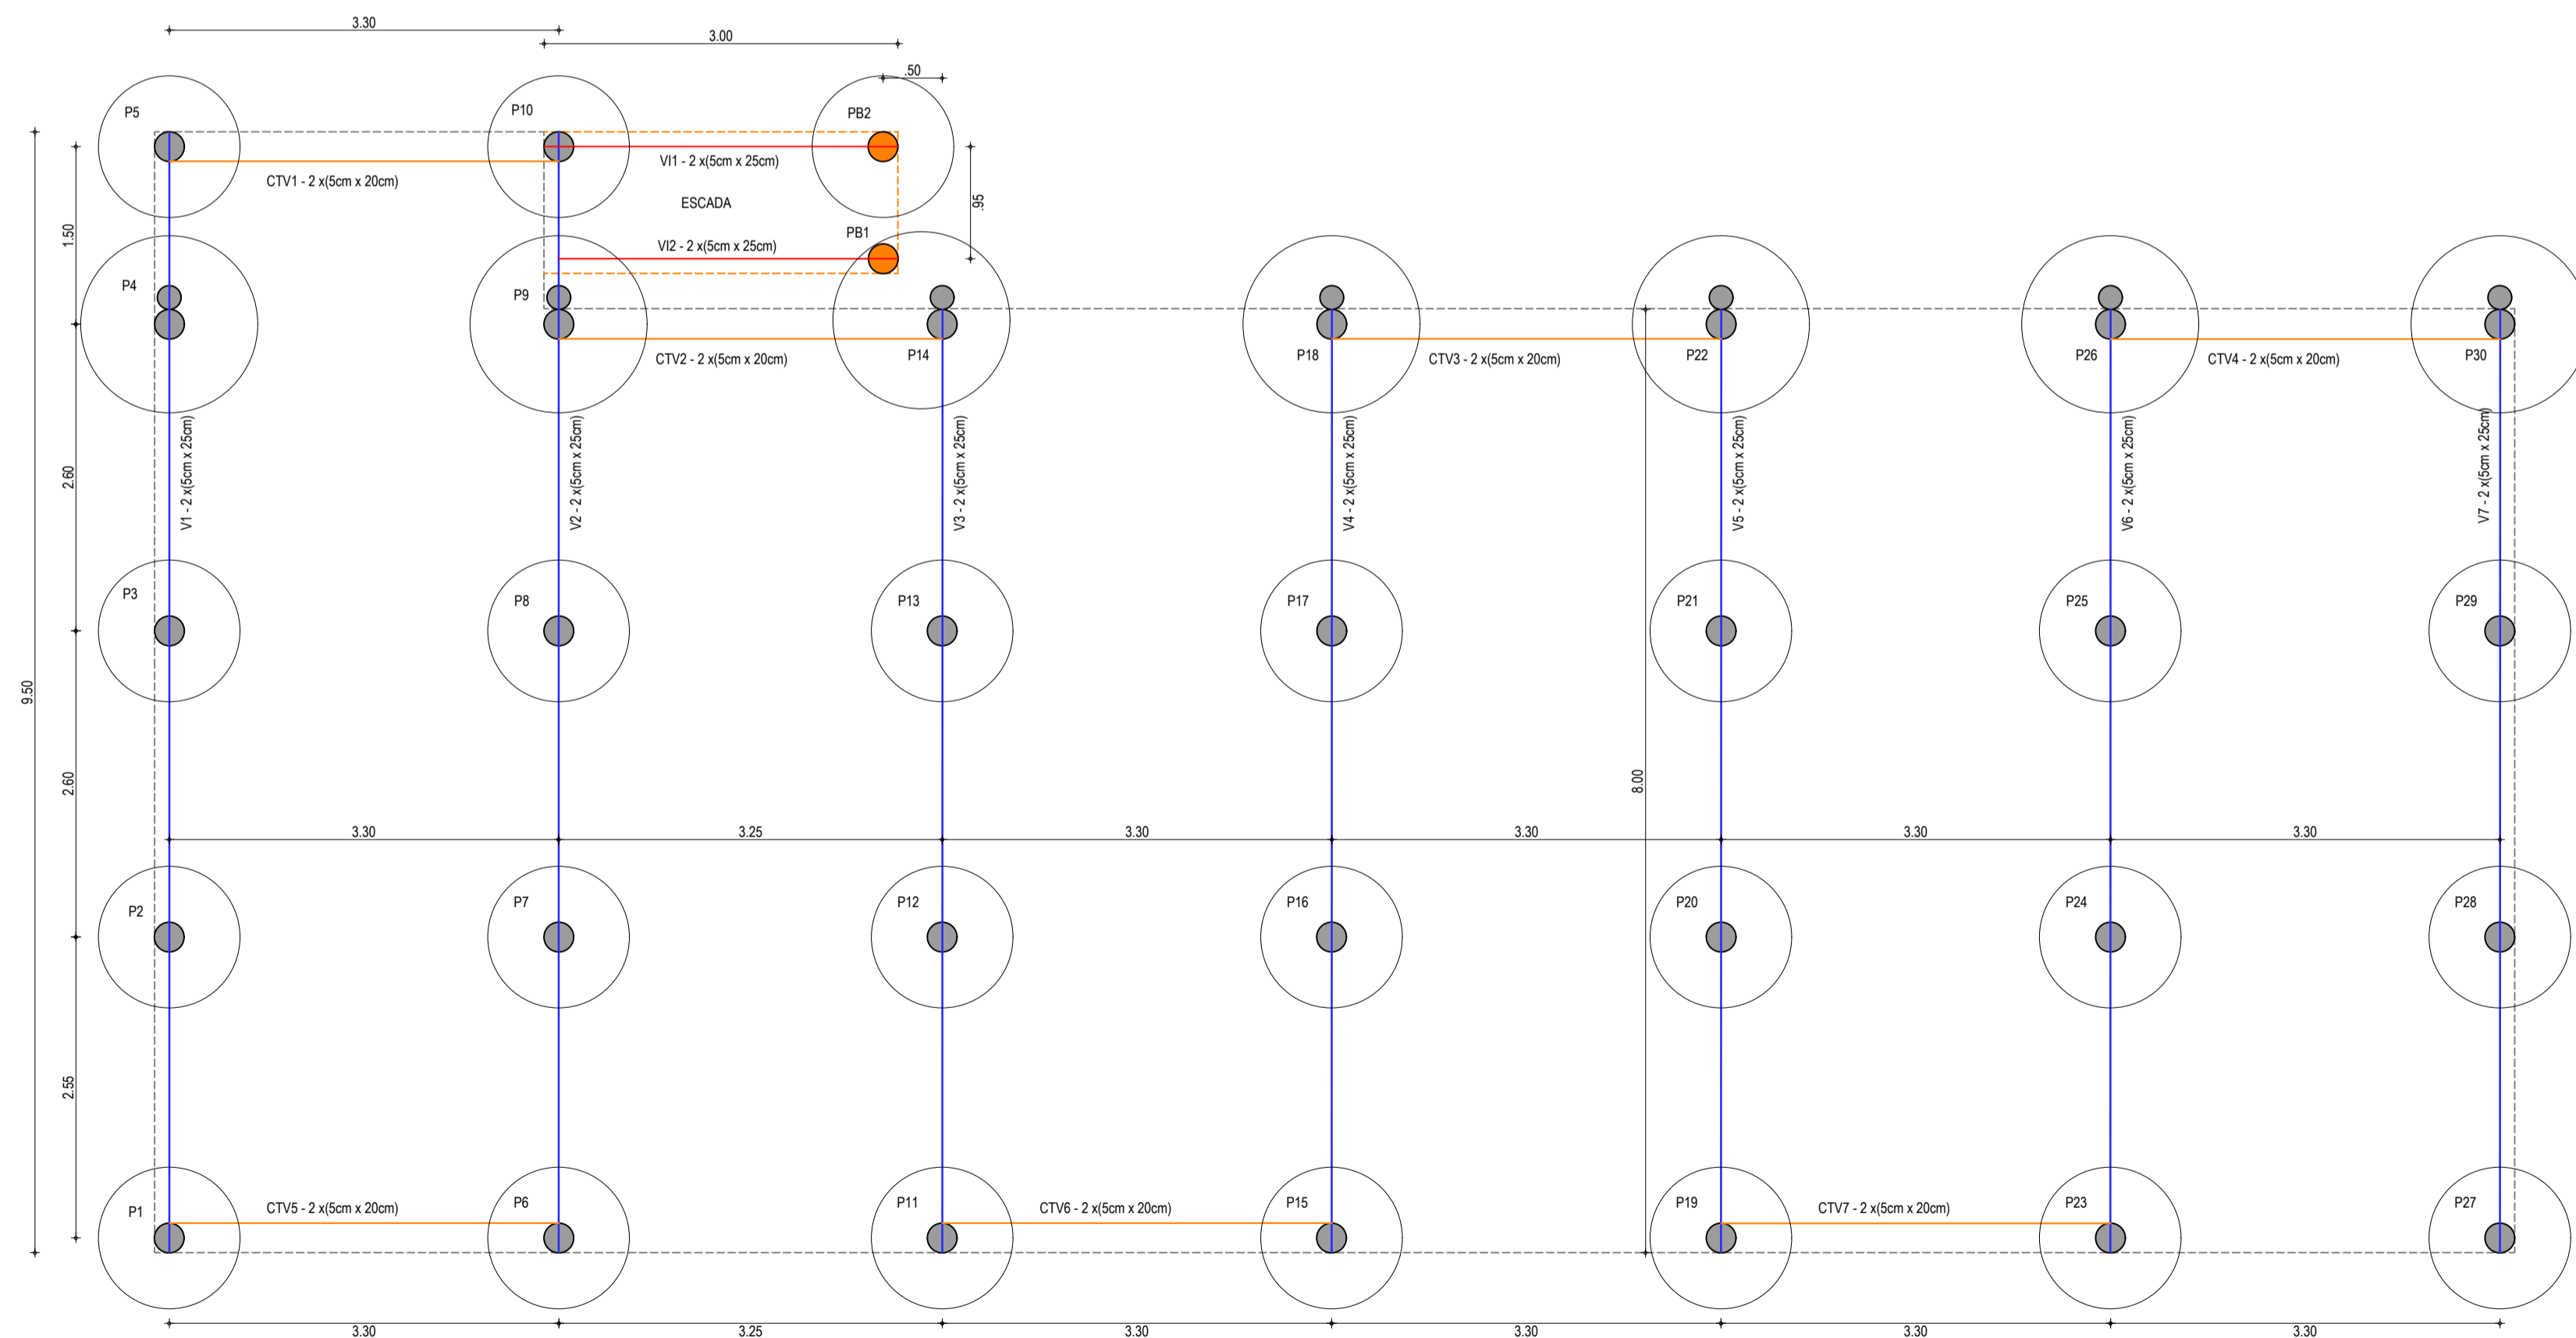 3.30
3.00
.50
P5
P10
PB2
VI1 - 2 x(5cm x 25cm)
CTV1 - 2 x(5cm x 20cm)
ESCADA
.95
1.50
PB1
VI2 - 2 x(5cm x 25cm)
P4
P9
CTV2 - 2 x(5cm x 20cm)
P14
P18
CTV3 - 2 x(5cm x 20cm)
P22
P26
CTV4 - 2 x(5cm x 20cm)
P30
2.60
V1 - 2 x(5cm x 25cm)
V2 - 2 x(5cm x 25cm)
V3 - 2 x(5cm x 25cm)
V4 - 2 x(5cm x 25cm)
V5 - 2 x(5cm x 25cm)
V6 - 2 x(5cm x 25cm)
V7 - 2 x(5cm x 25cm)
P3
P8
P13
P17
P21
P25
P29
9.50
2.60
8.00
3.30
3.25
3.30
3.30
3.30
3.30
P2
P7
P12
P16
P20
P24
P28
2.55
P1
CTV5 - 2 x(5cm x 20cm)
P6
P11
CTV6 - 2 x(5cm x 20cm)
P15
P19
CTV7 - 2 x(5cm x 20cm)
P23
P27
3.30
3.25
3.30
3.30
3.30
3.30